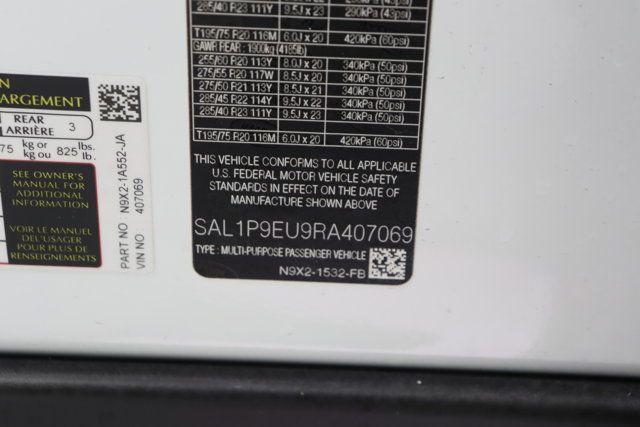 285/40 R23 111Y 9.5J x 23 290kPa (43psi)
T195/75 R20 116M 6.0J x 20 420kPa (60psi)
GAWR REAR : 1900kg (4185lb)
255/60 R20 113Y 8.0J x 20 340kPa (50psi)
275/55 R20 117W 8.5J x 20 340kPa (50psi)
275/50 R21 113Y 8.5J x 21 340kPa (50psi)
285/45 R22 114Y 9.5J x 22 340kPa (50psi)
285/40 R23 111Y 9.5J x 23 340kPa (50psi)
T195/75 R20 116M 6.0J x 20 420kPa (60psi)
THIS VEHICLE CONFORMS TO ALL APPLICABLE
U.S. FEDERAL MOTOR VEHICLE SAFETY
STANDARDS IN EFFECT ON THE DATE OF
MANUFACTURE SHOWN ABOVE
SAL1P9EU9RA407069
TYPE : MULTI-PURPOSE PASSENGER VEHICLE
N9X2-1532-FB
ARGEMENT
REAR
ARRIÈRE 3
75 kg or
kg ou 825 lbs.
lb.
SEE OWNER'S
MANUAL FOR
ADDITIONAL
INFORMATION
VOIR LE MANUEL
DEL'USAGER
POUR PLUS DE
PART NO N9X2-1A552-JA
VIN NO 407069